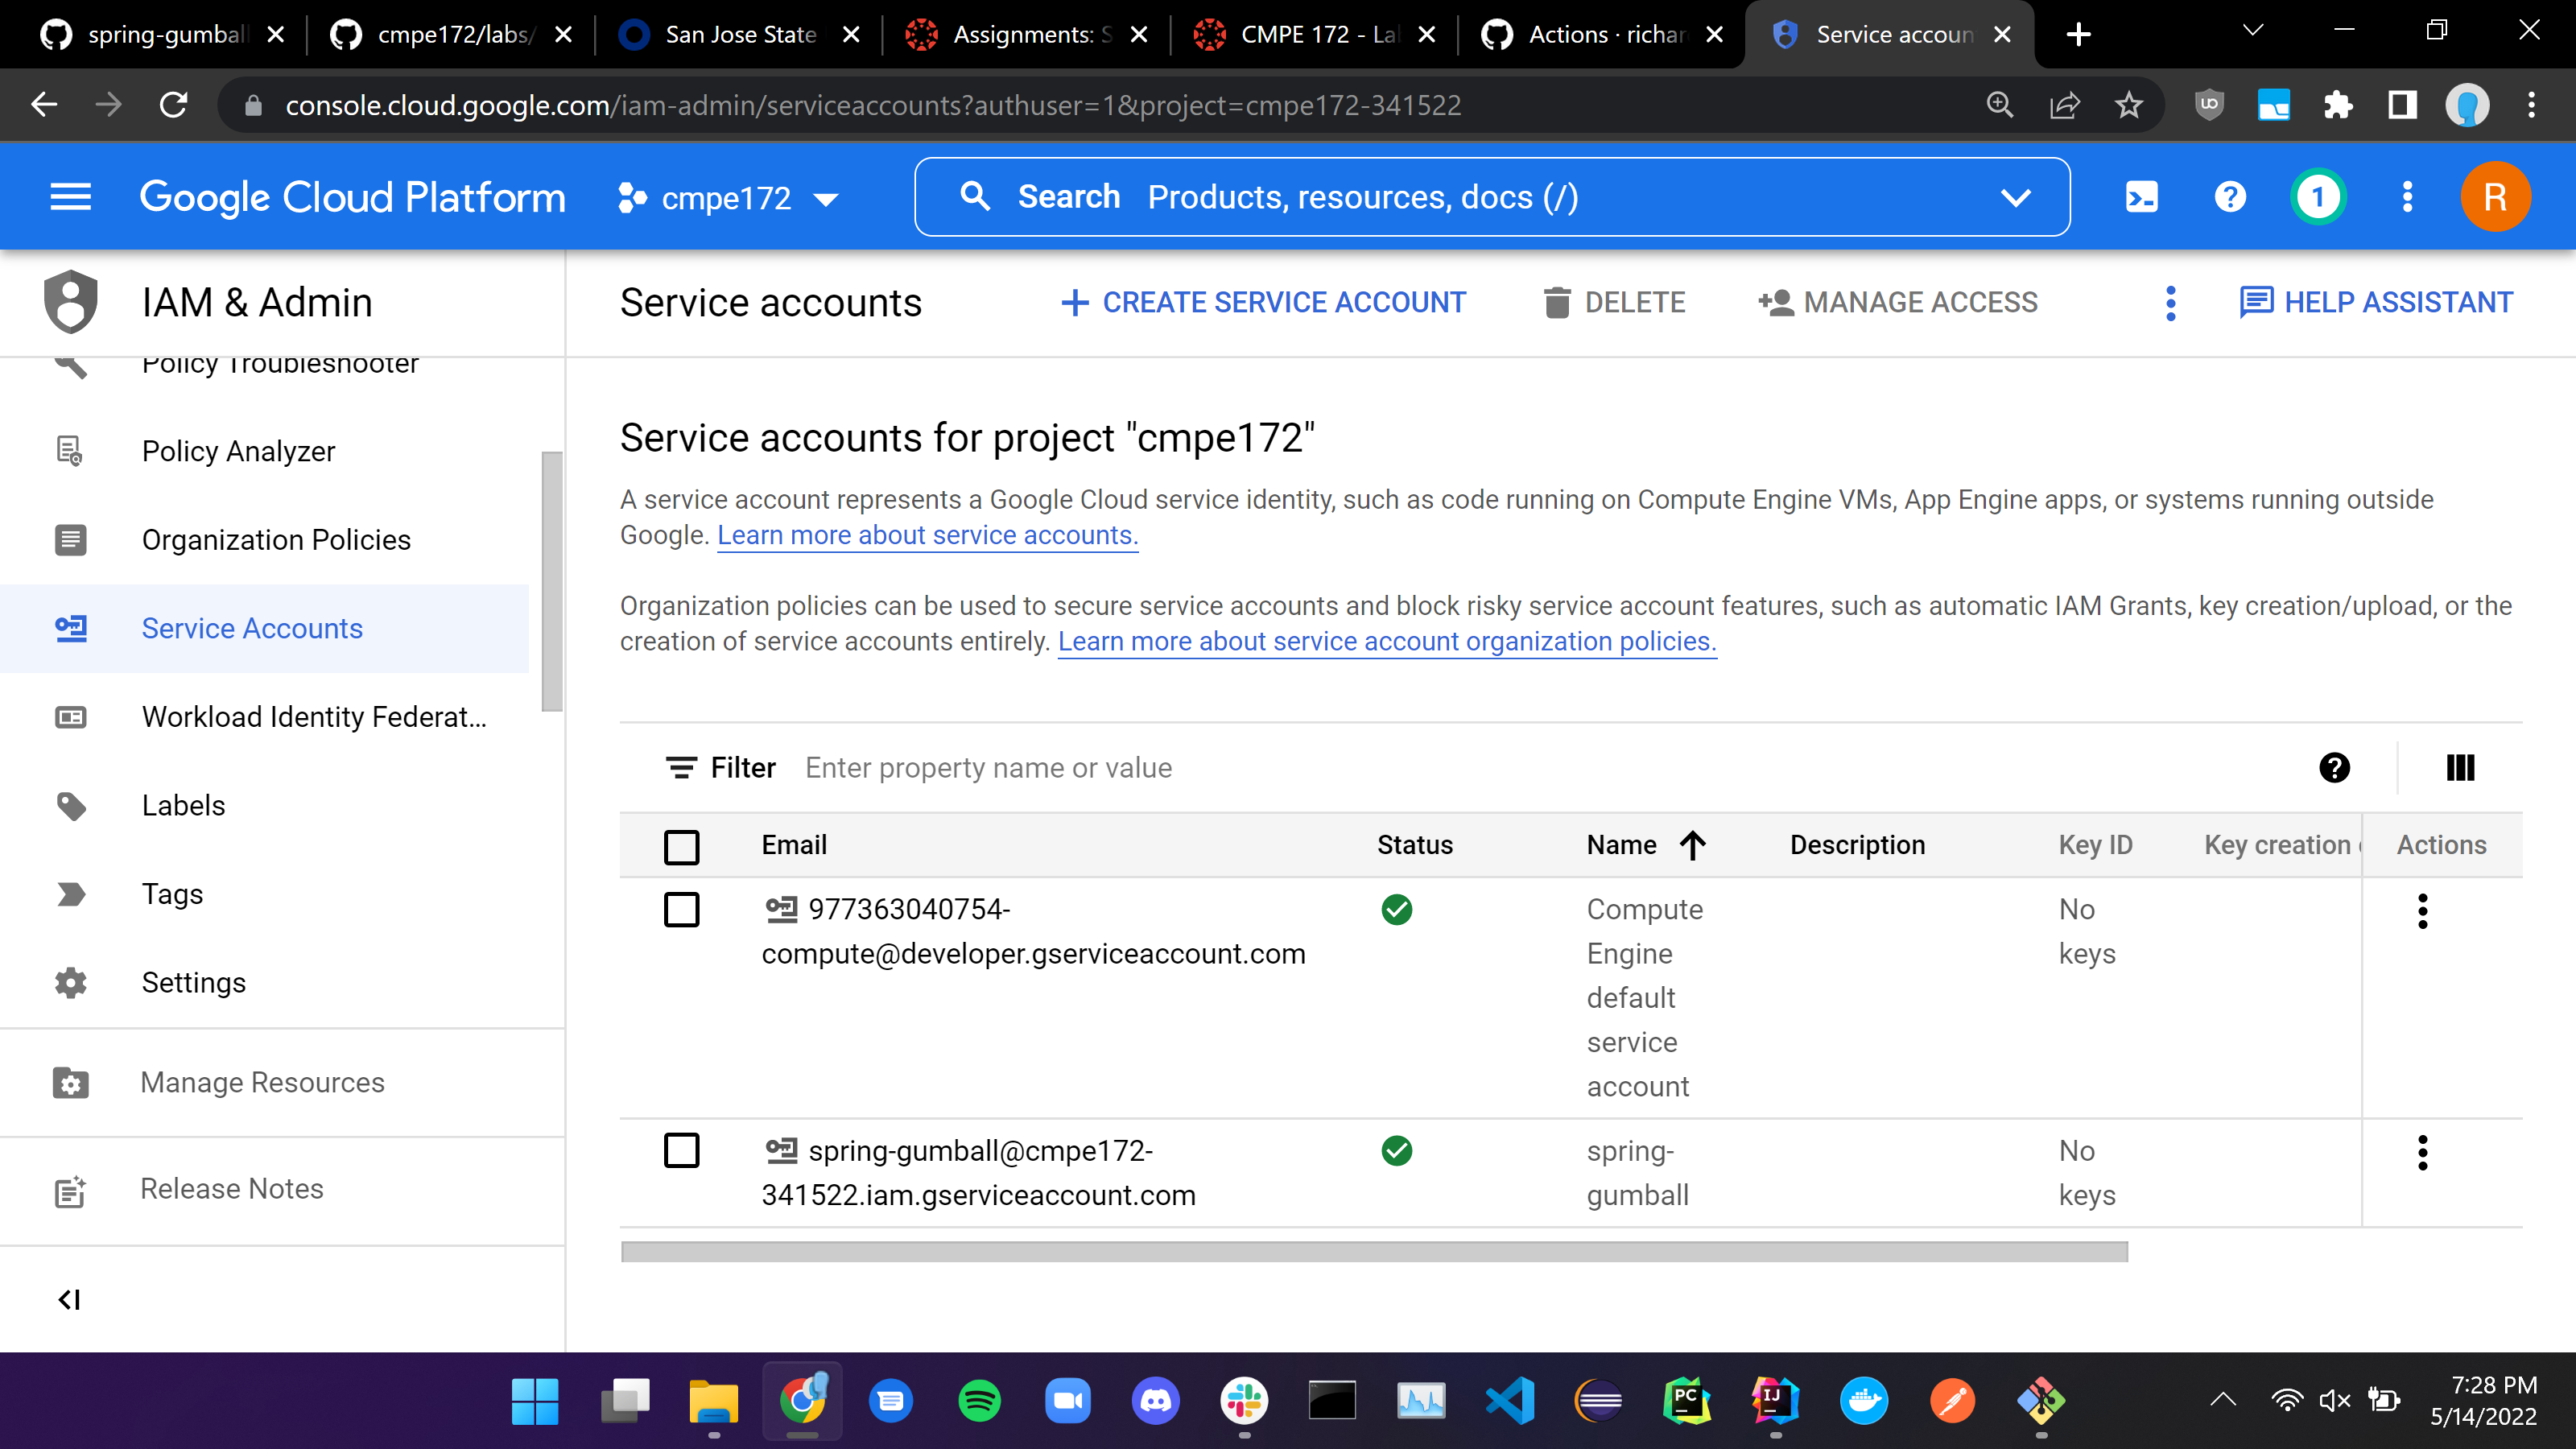 spring-gumball
cmpe172/labs/
San Jose State
Assignments: S
CMPE 172 - La
Actions · richar
Service accoun
console.cloud.google.com/iam-admin/serviceaccounts?authuser=1&project=cmpe172-341522
Google Cloud Platform
cmpe172
Search Products, resources, docs (/)
1
R
IAM & Admin
Policy Troubleshooter
Policy Analyzer
Organization Policies
Service Accounts
Workload Identity Federat...
Labels
Tags
Settings
Manage Resources
Release Notes
Service accounts
CREATE SERVICE ACCOUNT
DELETE
MANAGE ACCESS
HELP ASSISTANT
Service accounts for project "cmpe172"
A service account represents a Google Cloud service identity, such as code running on Compute Engine VMs, App Engine apps, or systems running outside
Google. Learn more about service accounts.
Organization policies can be used to secure service accounts and block risky service account features, such as automatic IAM Grants, key creation/upload, or the
creation of service accounts entirely. Learn more about service account organization policies.
Filter Enter property name or value
Email Status Name Description Key ID Key creation Actions
977363040754-
compute@developer.gserviceaccount.com
Compute
Engine
default
service
account
No
keys
spring-gumball@cmpe172-
341522.iam.gserviceaccount.com
spring-
gumball
No
keys
PC
IJ
7:28 PM
5/14/2022